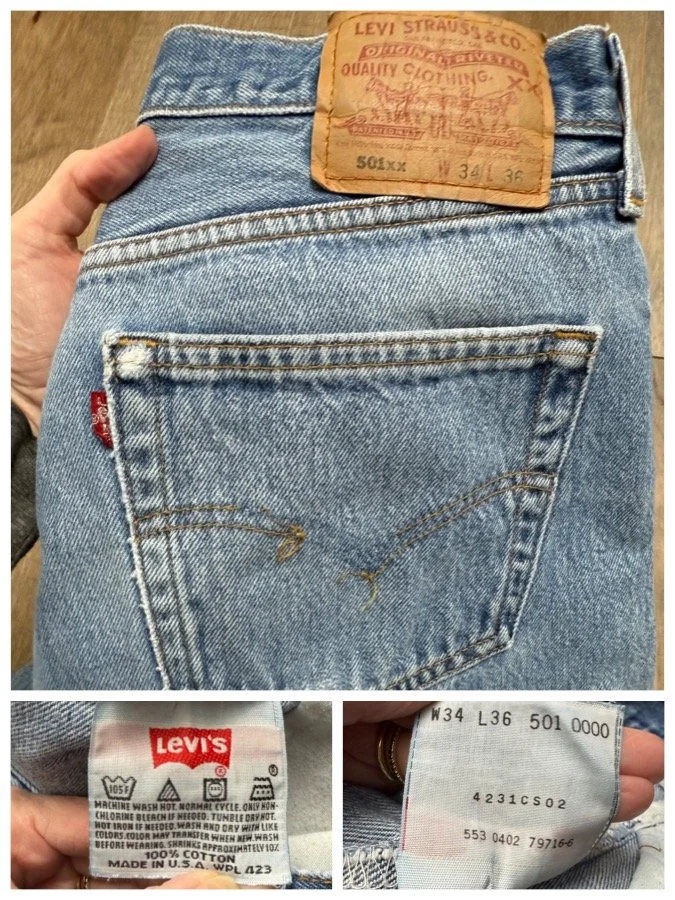 LEVI STRAUSS & CO.
ORIGINAL RIVETED
QUALITY CLOTHING.
XX
501XX W 34 L 36
LEVI'S
®
105F
®
MACHINE WASH HOT. NORMAL CYCLE. ONLY NON-
CHLORINE BLEACH IF NEEDED. TUMBLE DRY HOT.
HOT IRON IF NEEDED. WASH AND DRY WITH LIKE
COLORS. COLOR MAY TRANSFER WHEN NEW. WASH
BEFORE WEARING. SHRINKS APPROXIMATELY 10%
100% COTTON
MADE IN U.S.A. WPL 423
W34 L36 501 0000
4231CS02
553 0402 79716-6